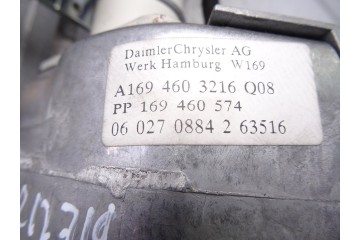 DaimlerChrysler AG
Werk Hamburg W169
A169 460 3216 Q08
PP 169 460 574
06 027 0884 2 63516